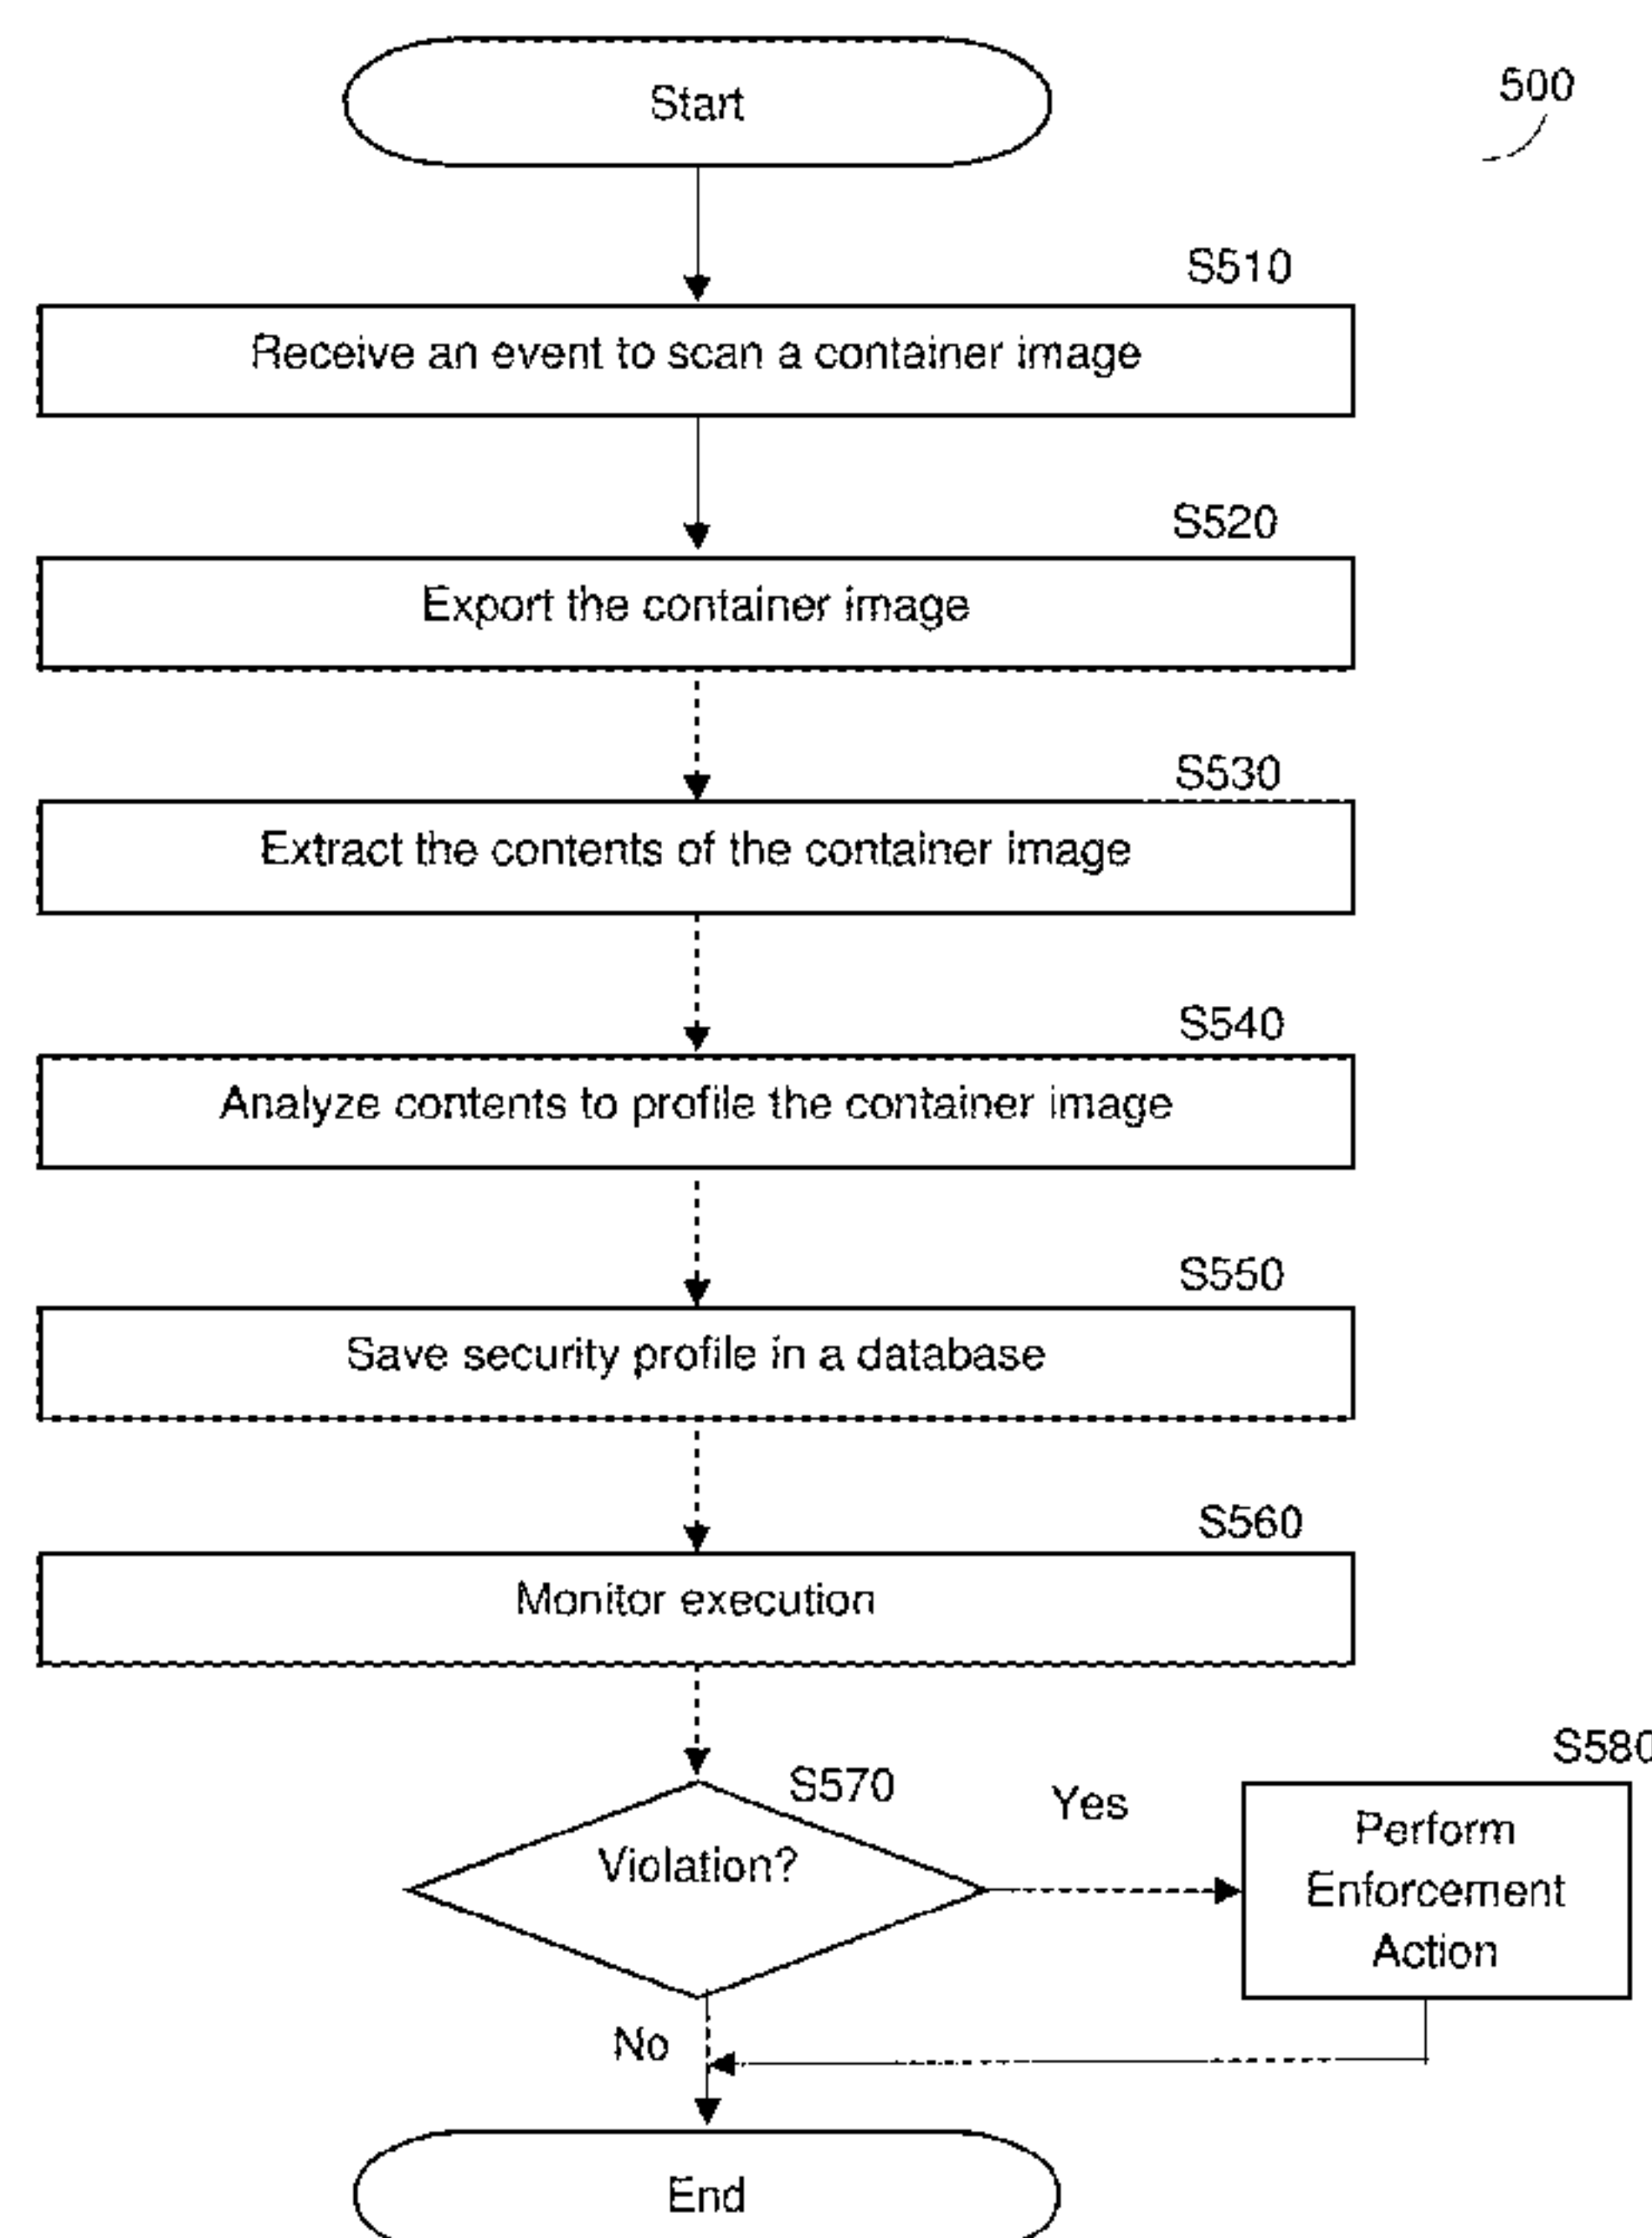 Start
500
S510
Receive an event to scan a container image
S520
Export the container image
S530
Extract the contents of the container image
S540
Analyze contents to profile the container image
S550
Save security profile in a database
S560
Monitor execution
S570
Violation?
Yes
S580
Perform
Enforcement
Action
No
End